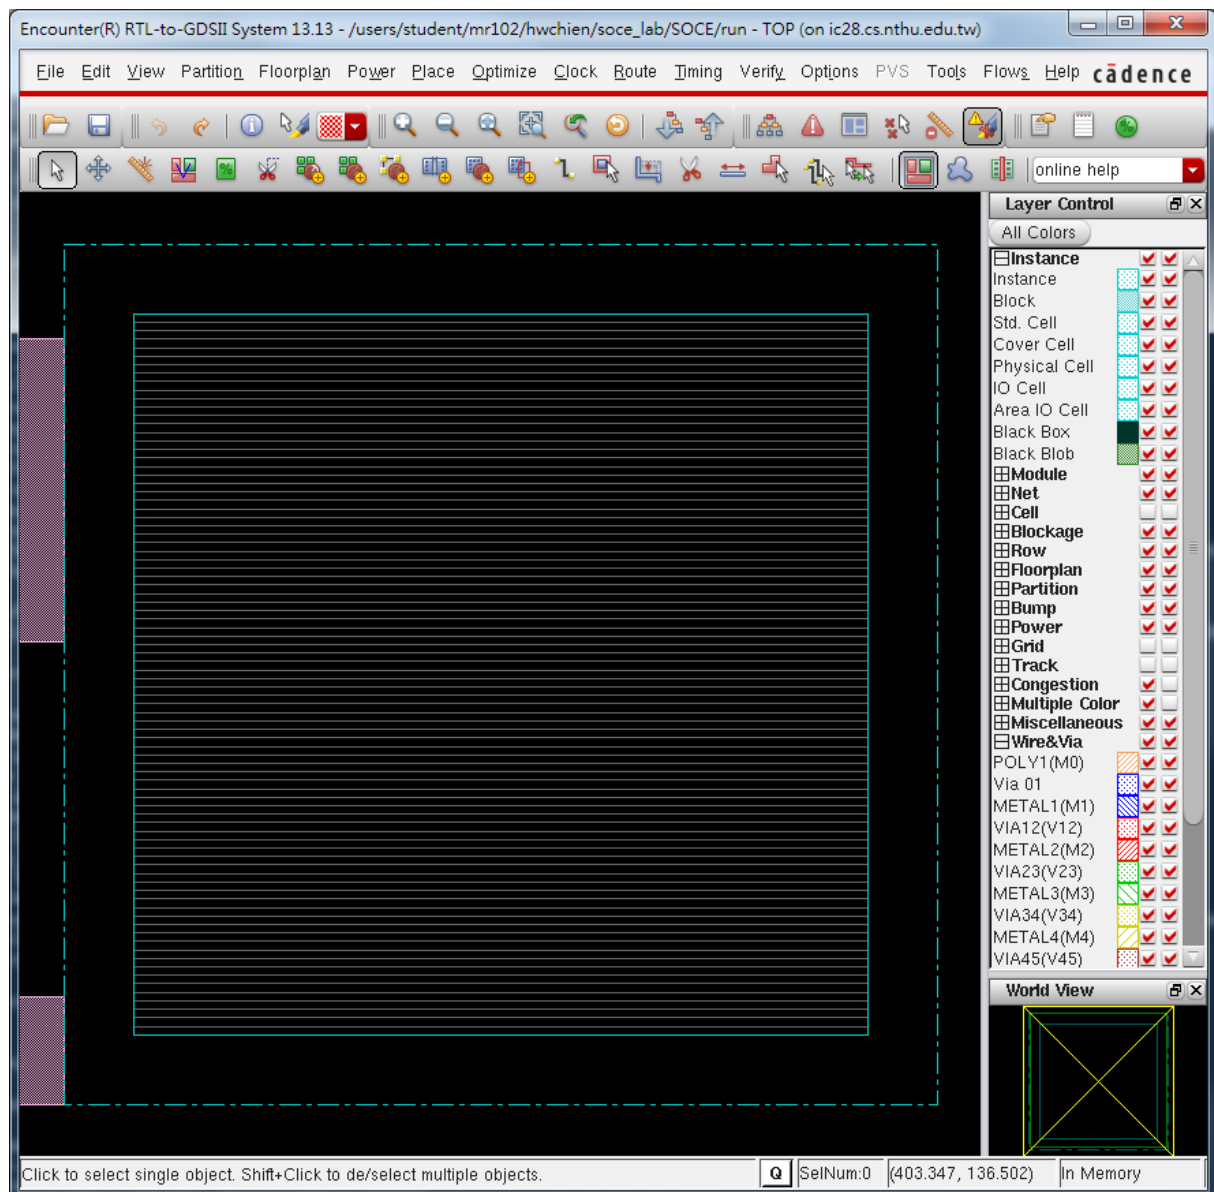 Encounter(R) RTL-to-GDSII System 13.13 - /users/student/mr102/hwchien/soce_lab/SOCE/run - TOP (on ic28.cs.nthu.edu.tw)
File Edit View Partition Floorplan Power Place Optimize Clock Route Timing Verify Options PVS Tools Flows Help cādence
online help
Layer Control
All Colors
Instance
Instance
Block
Std. Cell
Cover Cell
Physical Cell
IO Cell
Area IO Cell
Black Box
Black Blob
Module
Net
Cell
Blockage
Row
Floorplan
Partition
Bump
Power
Grid
Track
Congestion
Multiple Color
Miscellaneous
Wire&Via
POLY1(M0)
Via 01
METAL1(M1)
VIA12(V12)
METAL2(M2)
VIA23(V23)
METAL3(M3)
VIA34(V34)
METAL4(M4)
VIA45(V45)
World View
Click to select single object. Shift+Click to de/select multiple objects. Q SelNum:0 (403.347, 136.502) In Memory